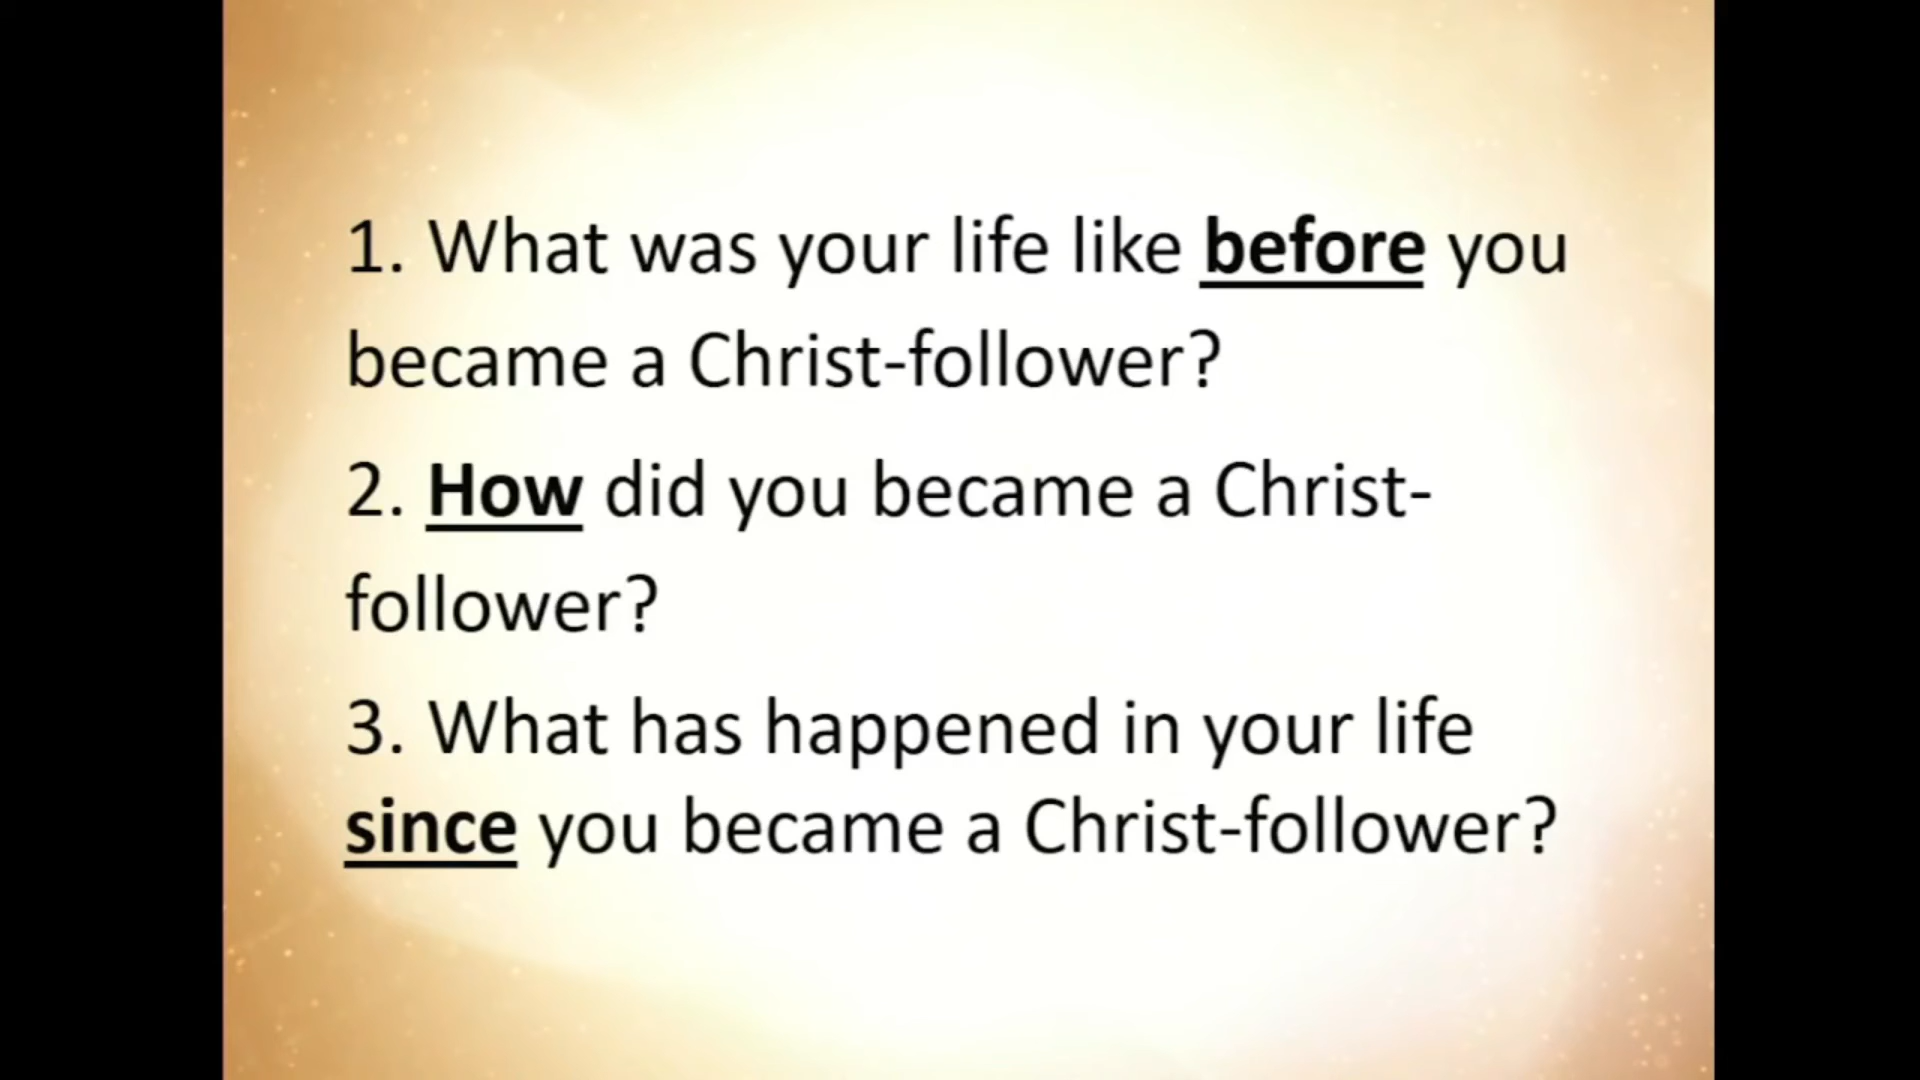 1. What was your life like before you
became a Christ-follower?
2. How did you became a Christ-
follower?
3. What has happened in your life
since you became a Christ-follower?